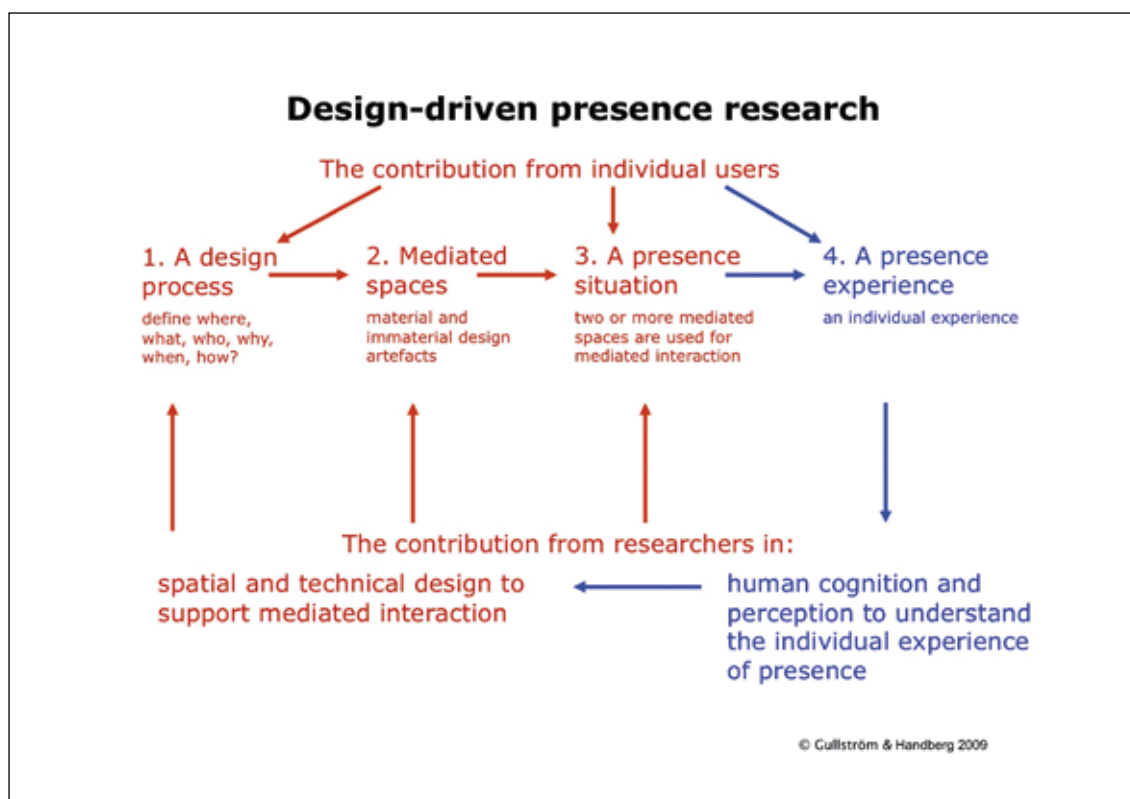 Design-driven presence research
The contribution from individual users
1. A design
process
define where,
what, who, why,
when, how?
2. Mediated
spaces
material and
immaterial design
artefacts
3. A presence
situation
two or more mediated
spaces are used for
mediated interaction
4. A presence
experience
an individual experience
The contribution from researchers in:
spatial and technical design to
support mediated interaction
human cognition and
perception to understand
the individual experience
of presence
© Gullström & Handberg 2009